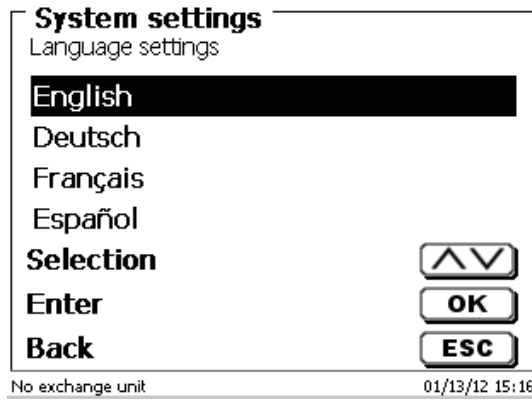 System settings
Language settings
English
Deutsch
Français
Español
Selection
Enter OK
Back ESC
No exchange unit 01/13/12 15:16